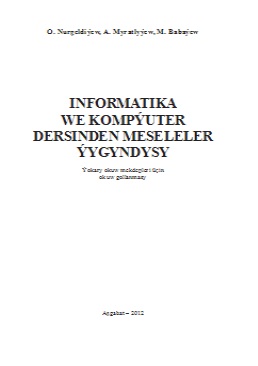 O. Nurgeldiýew, A. Myratlyýew, M. Babaýew
INFORMATIKA
WE KOMPÝUTER
DERSINDEN MESELELER
ÝYGYNDYSY
Ýokary okuw mekdepleri üçin
okuw gollanmasy
Aşgabat – 2012